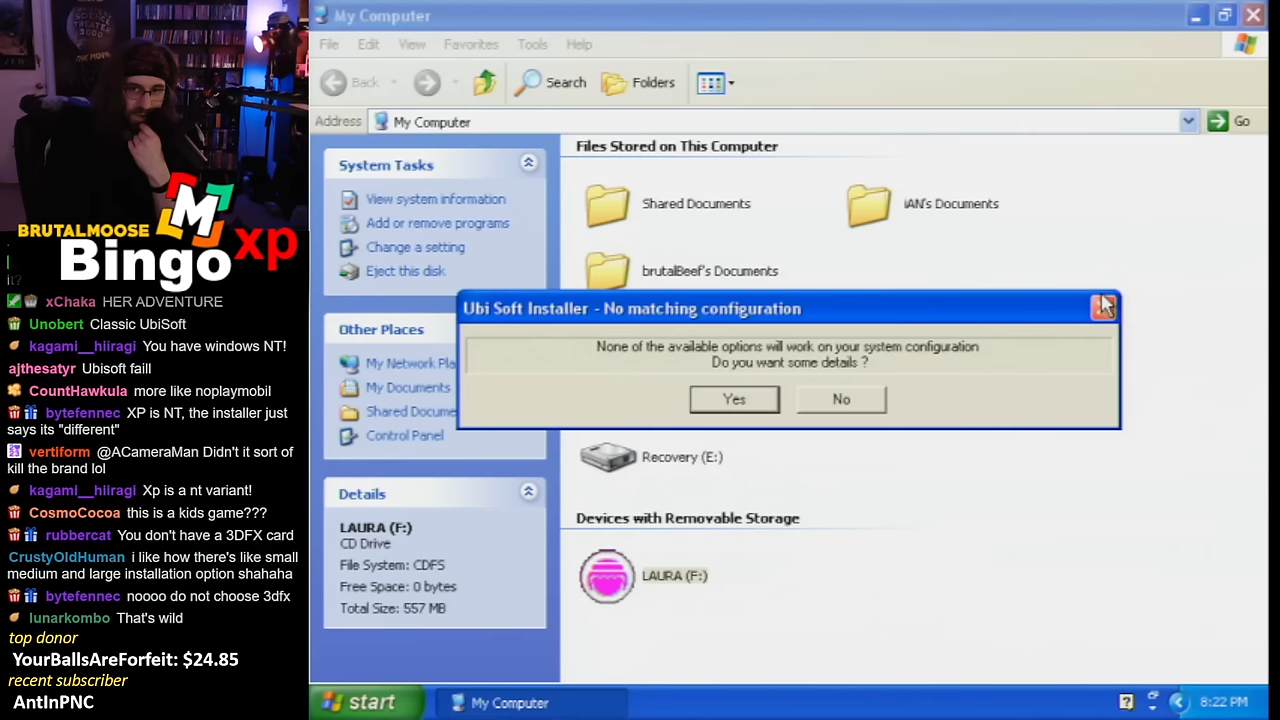 My Computer
File Edit View Favorites Tools Help
Back Search Folders
Address My Computer Go
System Tasks
View system information
Add or remove programs
Change a setting
Eject this disk
Other Places
My Network Pla
My Documents
Shared Docume
Control Panel
Details
LAURA (F:)
CD Drive
File System: CDFS
Free Space: 0 bytes
Total Size: 557 MB
Files Stored on This Computer
Shared Documents
iAN's Documents
brutalBeef's Documents
Ubi Soft Installer - No matching configuration
None of the available options will work on your system configuration
Do you want some details ?
Yes No
Recovery (E:)
Devices with Removable Storage
LAURA (F:)
start My Computer 8:22 PM
BRUTALMOOSE
M
Bingo xp
it?
xChaka HER ADVENTURE
Unobert Classic UbiSoft
kagami__hiiragi You have windows NT!
ajthesatyr Ubisoft faill
CountHawkula more like noplaymobil
bytefennec XP is NT, the installer just
says its "different"
vertiform @ACameraMan Didn't it sort of
kill the brand lol
kagami__hiiragi Xp is a nt variant!
CosmoCocoa this is a kids game???
rubbercat You don't have a 3DFX card
CrustyOldHuman i like how there's like small
medium and large installation option shahaha
bytefennec noooo do not choose 3dfx
lunarkombo That's wild
top donor
YourBallsAreForfeit: $24.85
recent subscriber
AntInPNC